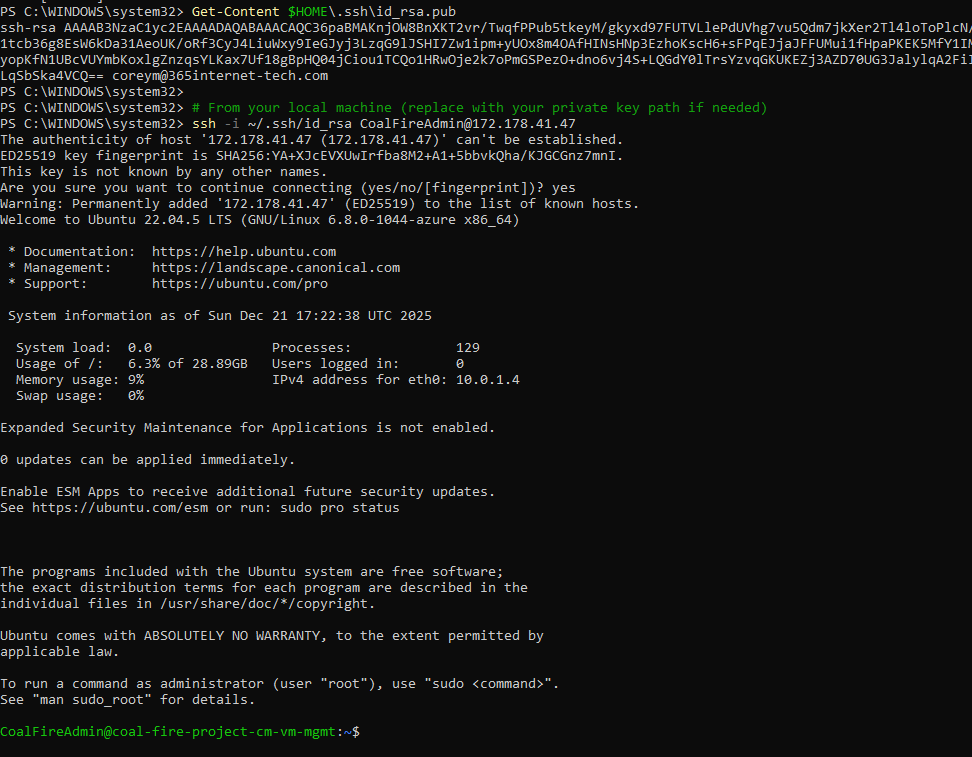 PS C:\WINDOWS\system32> Get-Content $HOME\.ssh\id_rsa.pub
ssh-rsa AAAAB3NzaC1yc2EAAAADAQABAAACAQC36paBMAKnjOW8BnXKT2vr/TwqfPPub5tkeyM/gkyxd97FUTVLlePdUVhg7vu5Qdm7jkXer2Tl4loToPlcN/
1tcb36g8EsW6kDa31AeoUK/oRf3CyJ4LiuWxy9IeGJyj3LzqG9lJSHI7Zw1ipm+yUOx8m4OAfHINsHNp3EzhoKscH6+sFPqEJjaJFFUMui1fHpaPKEK5MfY1IM
yopKfN1UBcVUYmbKoxlgZnzqsYLKax7Uf18gBpHQ04jCiou1TCQo1HRwOje2k7oPmGSPezO+dno6vj4S+LQGdY0lTrsYzvqGKUKEZj3AZD70UG3JalylqA2Fi
LqSbSka4VCQ== coreym@365internet-tech.com
PS C:\WINDOWS\system32>
PS C:\WINDOWS\system32> # From your local machine (replace with your private key path if needed)
PS C:\WINDOWS\system32> ssh -i ~/.ssh/id_rsa CoalFireAdmin@172.178.41.47
The authenticity of host '172.178.41.47 (172.178.41.47)' can't be established.
ED25519 key fingerprint is SHA256:YA+XJcEVXUwIrfba8M2+A1+5bbvkQha/KJGCGnz7mnI.
This key is not known by any other names.
Are you sure you want to continue connecting (yes/no/[fingerprint])? yes
Warning: Permanently added '172.178.41.47' (ED25519) to the list of known hosts.
Welcome to Ubuntu 22.04.5 LTS (GNU/Linux 6.8.0-1044-azure x86_64)
* Documentation:  https://help.ubuntu.com
* Management:     https://landscape.canonical.com
* Support:        https://ubuntu.com/pro
System information as of Sun Dec 21 17:22:38 UTC 2025
System load:  0.0               Processes:             129
Usage of /:   6.3% of 28.89GB   Users logged in:       0
Memory usage: 9%                IPv4 address for eth0: 10.0.1.4
Swap usage:   0%
Expanded Security Maintenance for Applications is not enabled.
0 updates can be applied immediately.
Enable ESM Apps to receive additional future security updates.
See https://ubuntu.com/esm or run: sudo pro status
The programs included with the Ubuntu system are free software;
the exact distribution terms for each program are described in the
individual files in /usr/share/doc/*/copyright.
Ubuntu comes with ABSOLUTELY NO WARRANTY, to the extent permitted by
applicable law.
To run a command as administrator (user "root"), use "sudo <command>".
See "man sudo_root" for details.
CoalFireAdmin@coal-fire-project-cm-vm-mgmt:~$